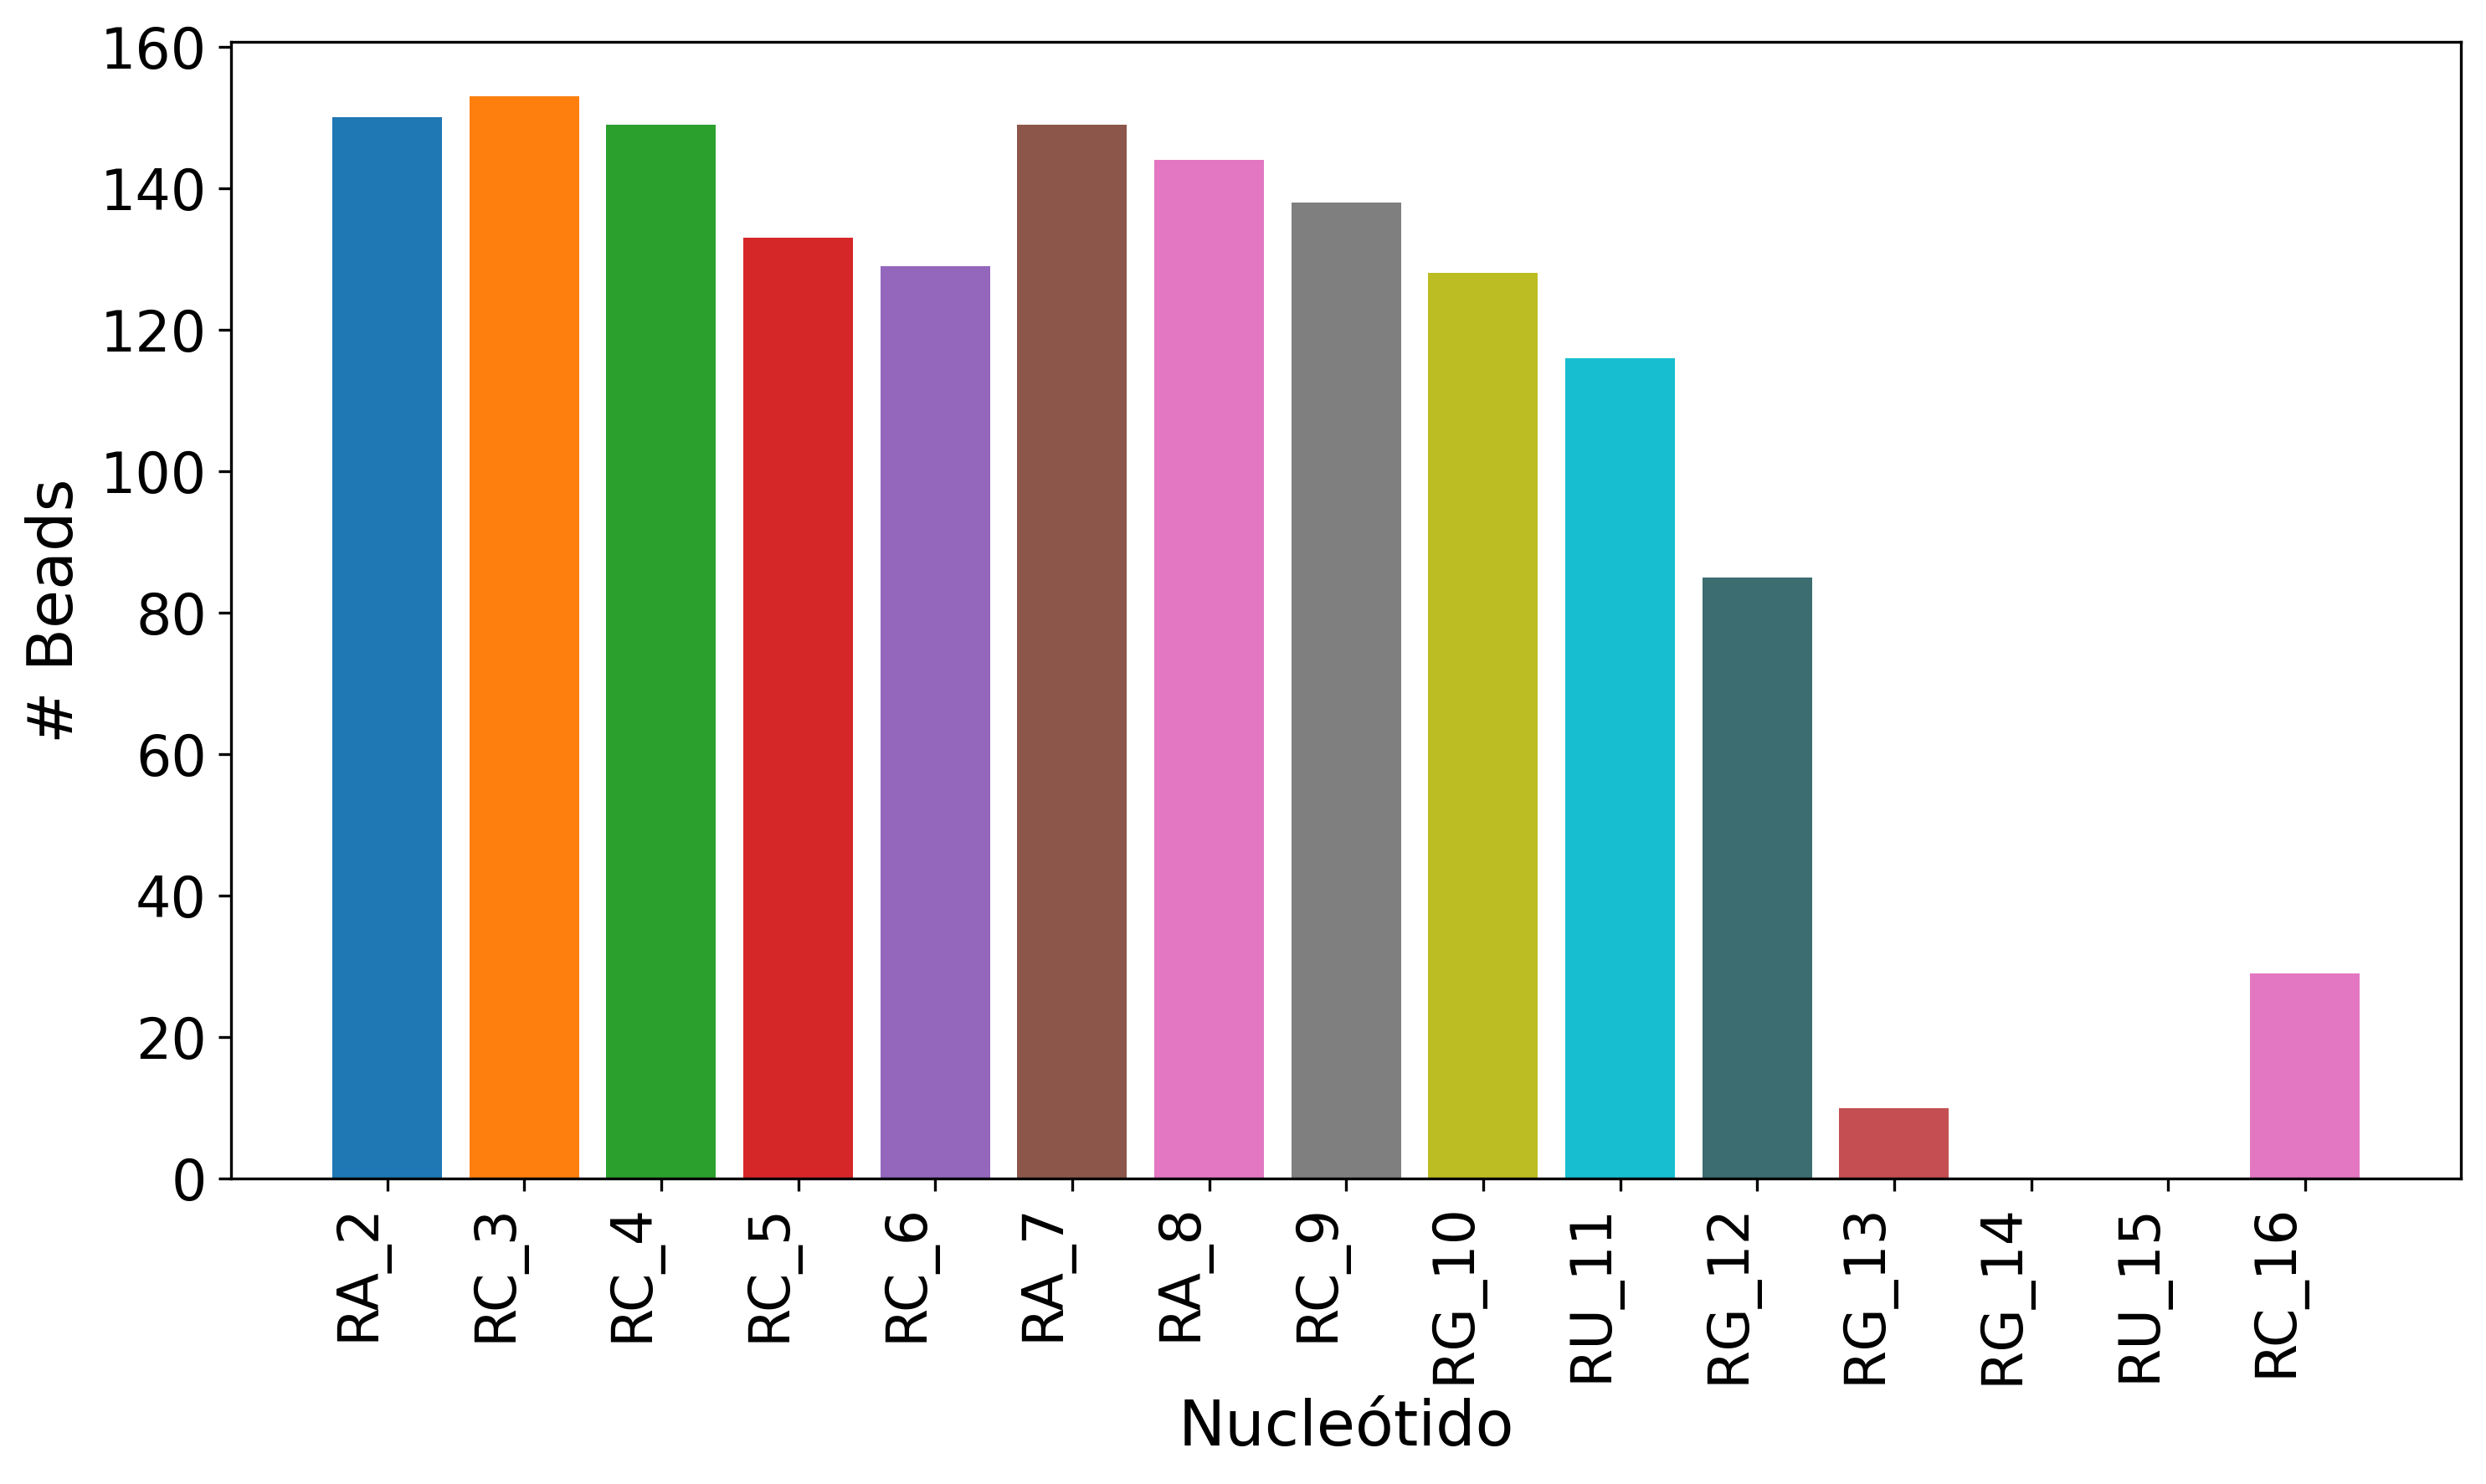 160
140
120
100
80
60
40
20
0
# Beads
RA_2
RC_3
RC_4
RC_5
RC_6
RA_7
RA_8
RC_9
RG_10
RU_11
RG_12
RG_13
RG_14
RU_15
RC_16
Nucleótido